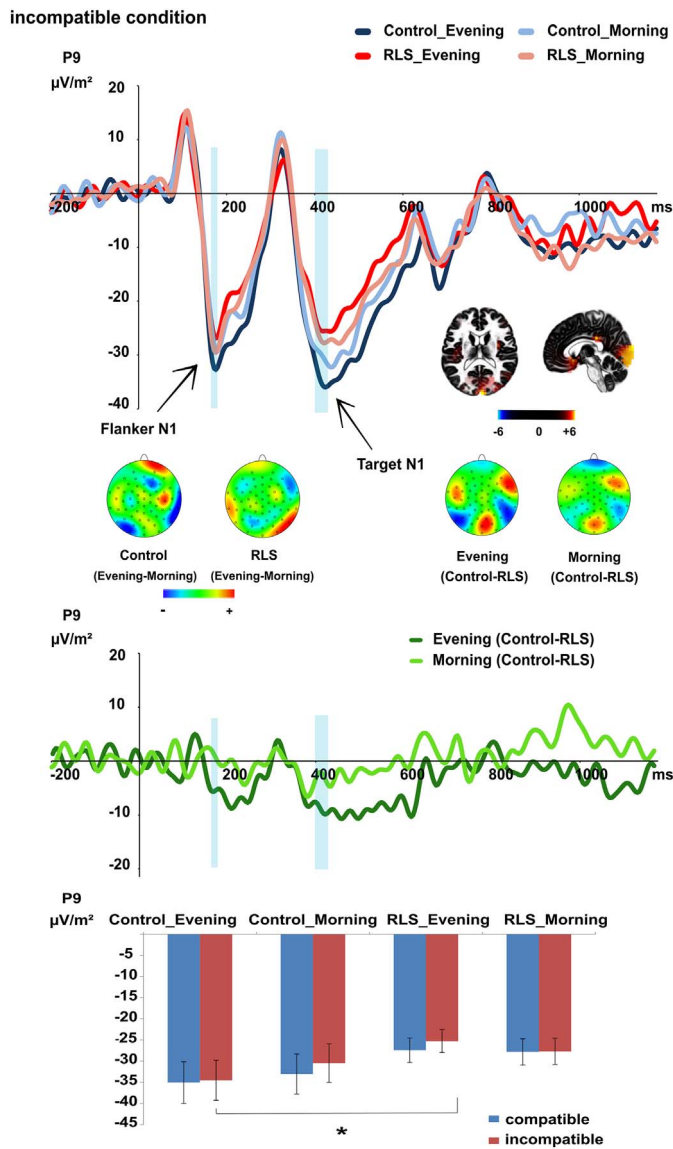 incompatible condition
Control_Evening Control_Morning
RLS_Evening RLS_Morning
P9
µV/m²
20
10
-200 200 400 600 800 1000 ms
-10
-20
-30
-40
-6 0 +6
Flanker N1
Target N1
Control RLS Evening Morning
(Evening-Morning) (Evening-Morning) (Control-RLS) (Control-RLS)
- +
P9
µV/m²
Evening (Control-RLS)
Morning (Control-RLS)
20
10
-200 200 400 600 800 1000 ms
-10
-20
P9
µV/m²
Control_Evening Control_Morning RLS_Evening RLS_Morning
-5
-10
-15
-20
-25
-30
-35
-40
-45
*
compatible
incompatible